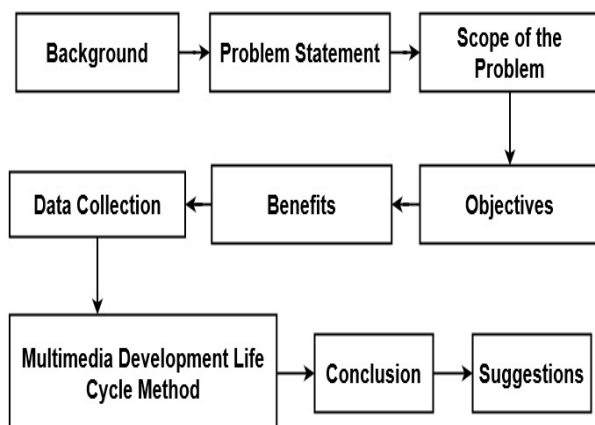 Background
Problem Statement
Scope of the
Problem
Objectives
Benefits
Data Collection
Multimedia Development Life
Cycle Method
Conclusion
Suggestions